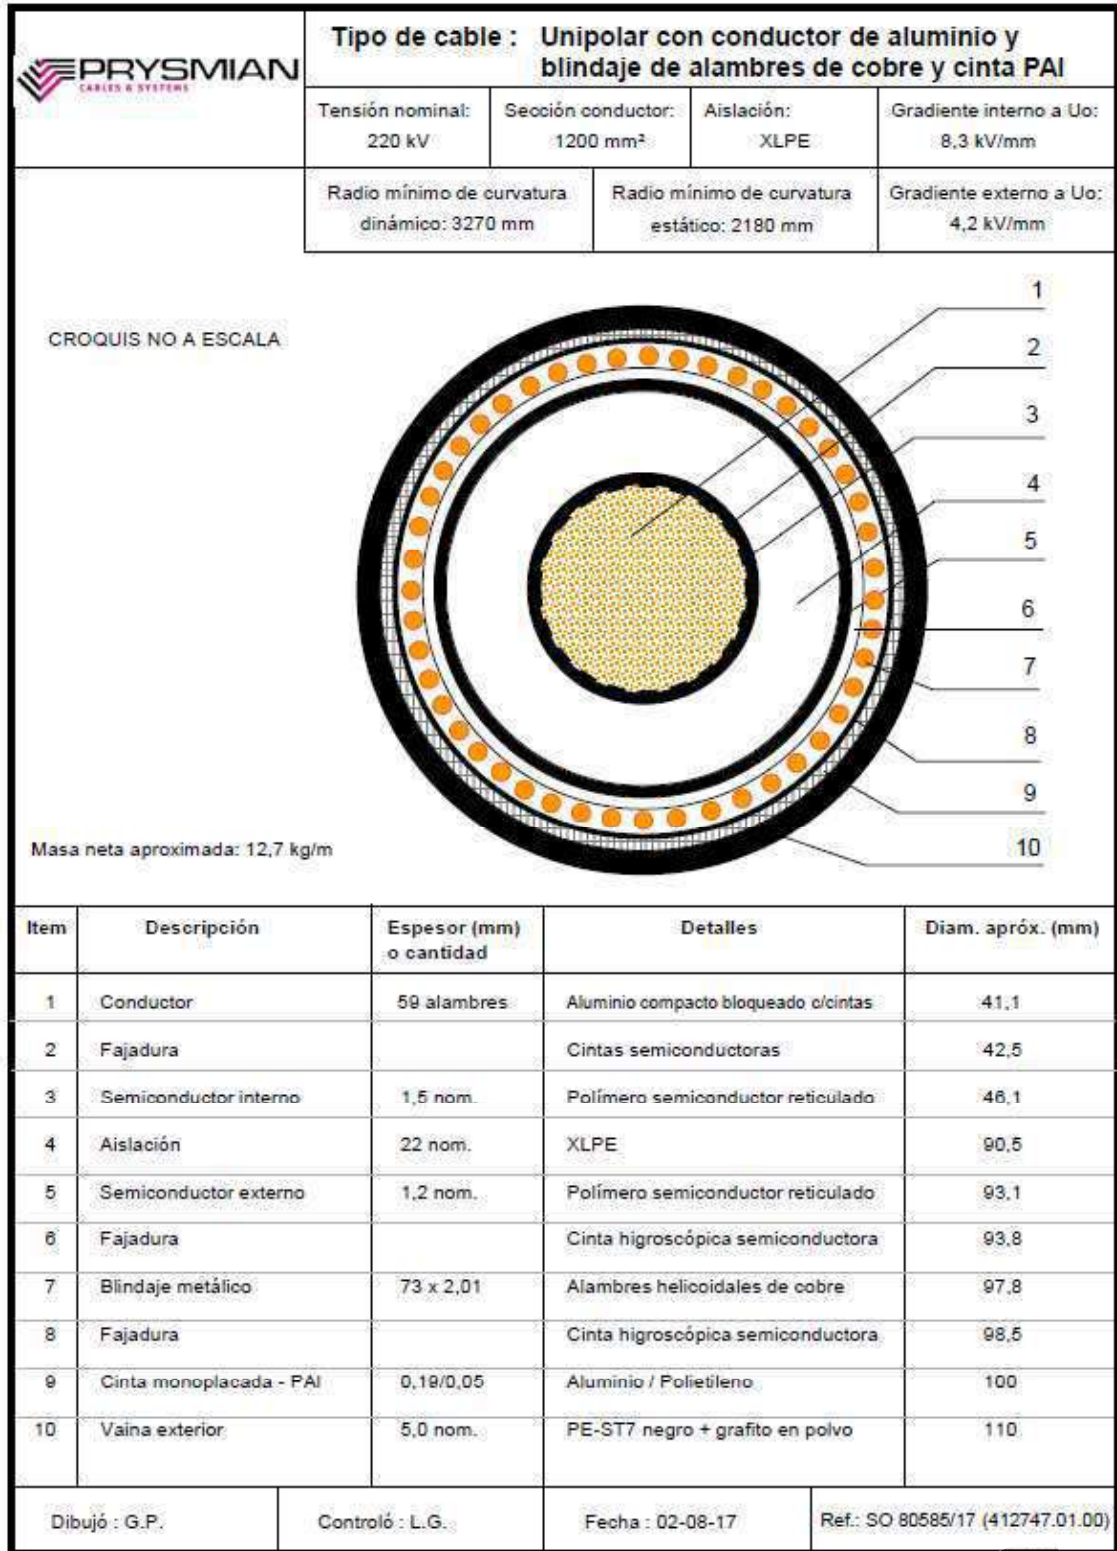 PRYSMIAN
CABLES & SYSTEMS
Tipo de cable : Unipolar con conductor de aluminio y
blindaje de alambres de cobre y cinta PAI
Tensión nominal:
220 kV
Sección conductor:
1200 mm²
Aislación:
XLPE
Gradiente interno a Uo:
8,3 kV/mm
Radio mínimo de curvatura
dinámico: 3270 mm
Radio mínimo de curvatura
estático: 2180 mm
Gradiente externo a Uo:
4,2 kV/mm
CROQUIS NO A ESCALA
1
2
3
4
5
6
7
8
9
10
Masa neta aproximada: 12,7 kg/m
Item Descripción Espesor (mm) Detalles Diam. apróx. (mm)
o cantidad
1 Conductor 59 alambres Aluminio compacto bloqueado c/cintas 41,1
2 Fajadura Cintas semiconductoras 42,5
3 Semiconductor interno 1,5 nom. Polímero semiconductor reticulado 46,1
4 Aislación 22 nom. XLPE 90,5
5 Semiconductor externo 1,2 nom. Polímero semiconductor reticulado 93,1
6 Fajadura Cinta higroscópica semiconductora 93,8
7 Blindaje metálico 73 x 2,01 Alambres helicoidales de cobre 97,8
8 Fajadura Cinta higroscópica semiconductora 98,5
9 Cinta monoplacada - PAI 0,19/0,05 Aluminio / Polietileno 100
10 Vaina exterior 5,0 nom. PE-ST7 negro + grafito en polvo 110
Dibujó : G.P. Controló : L.G. Fecha : 02-08-17 Ref.: SO 80585/17 (412747.01.00)